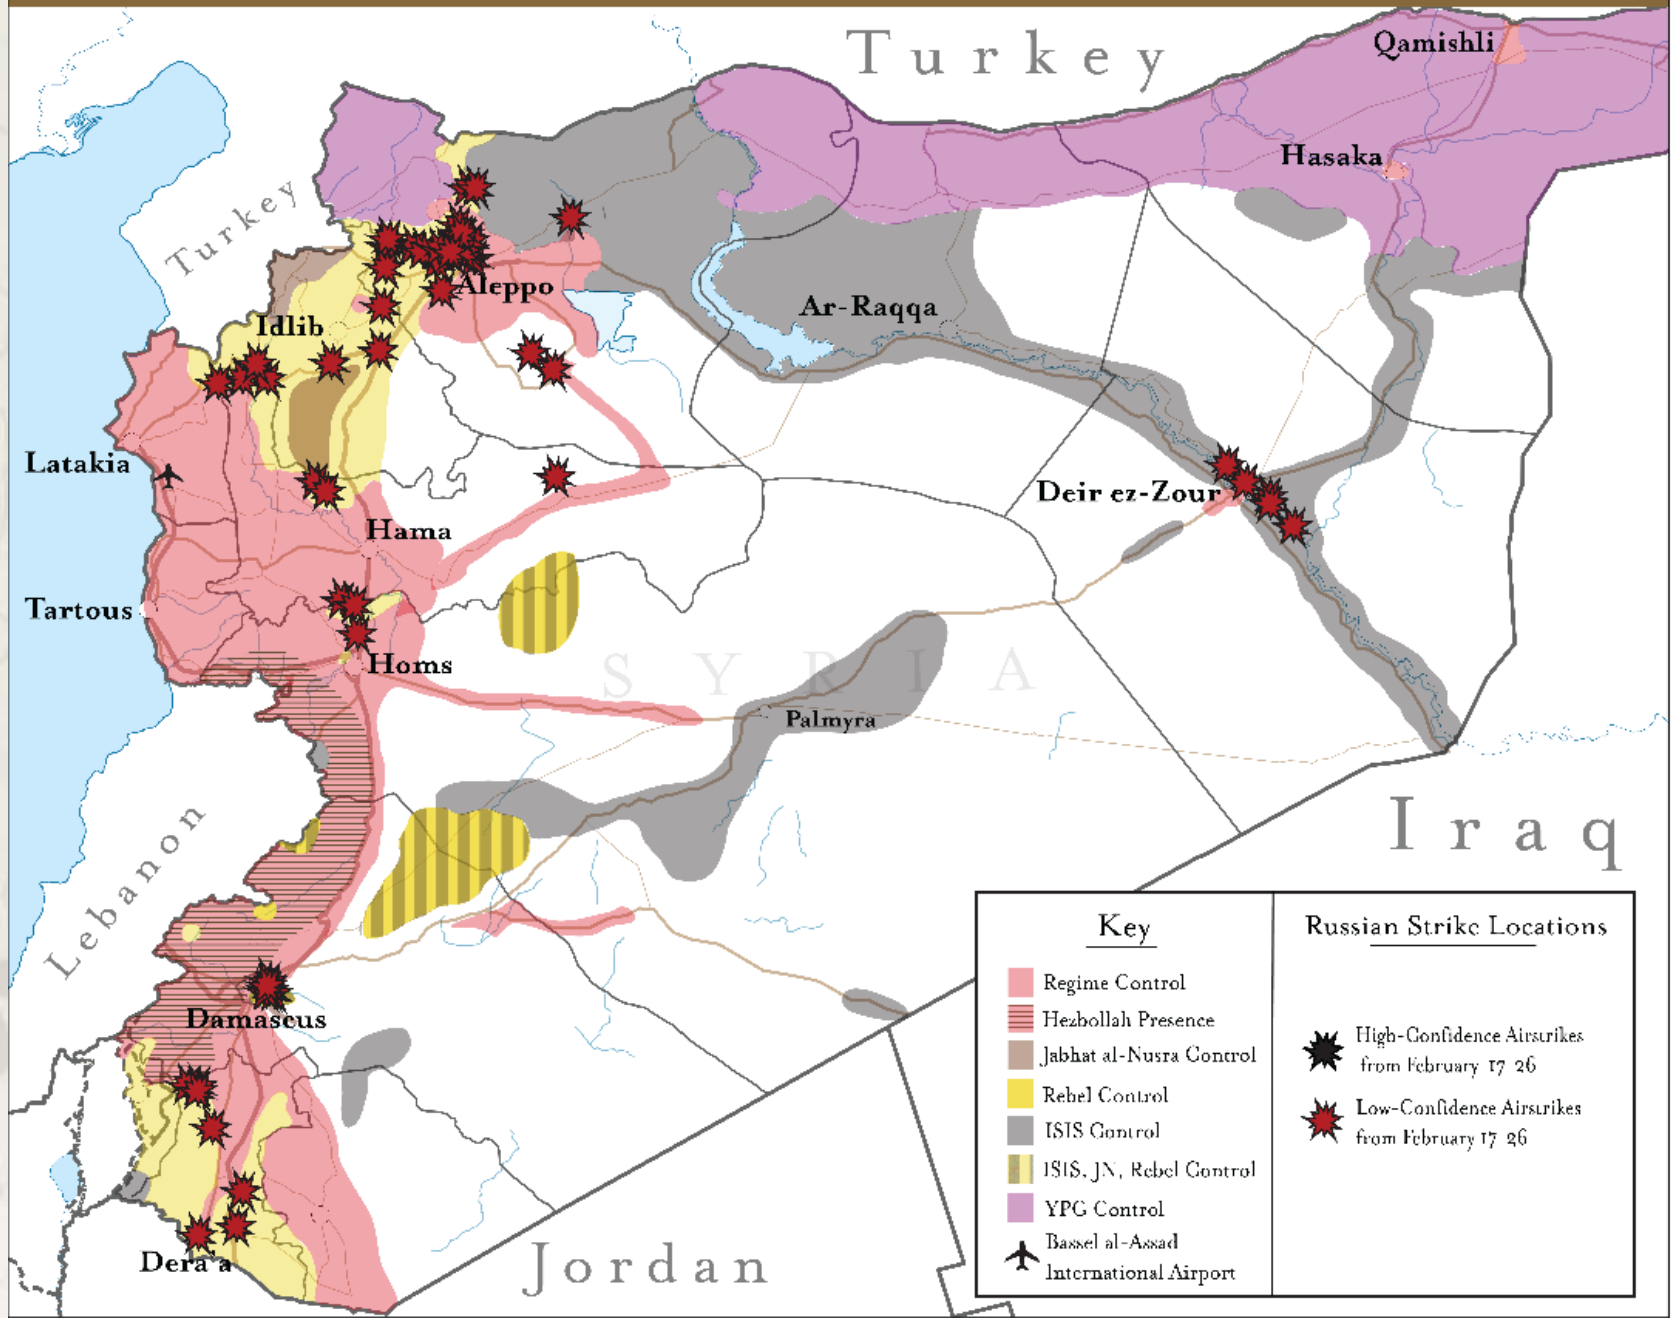 Turkey
Qamishli
Hasaka
Turkey
Aleppo
Idlib
Ar-Raqqa
Latakia
Deir ez-Zour
Hama
Tartous
Homs
SYRIA
Palmyra
Lebanon
Iraq
Damascus
Dera'a
Jordan
Key
Regime Control
Hezbollah Presence
Jabhat al-Nusra Control
Rebel Control
ISIS Control
ISIS, JN, Rebel Control
YPG Control
Bassel al-Assad
International Airport
Russian Strike Locations
High-Confidence Airstrikes
from February 17-26
Low-Confidence Airstrikes
from February 17-26